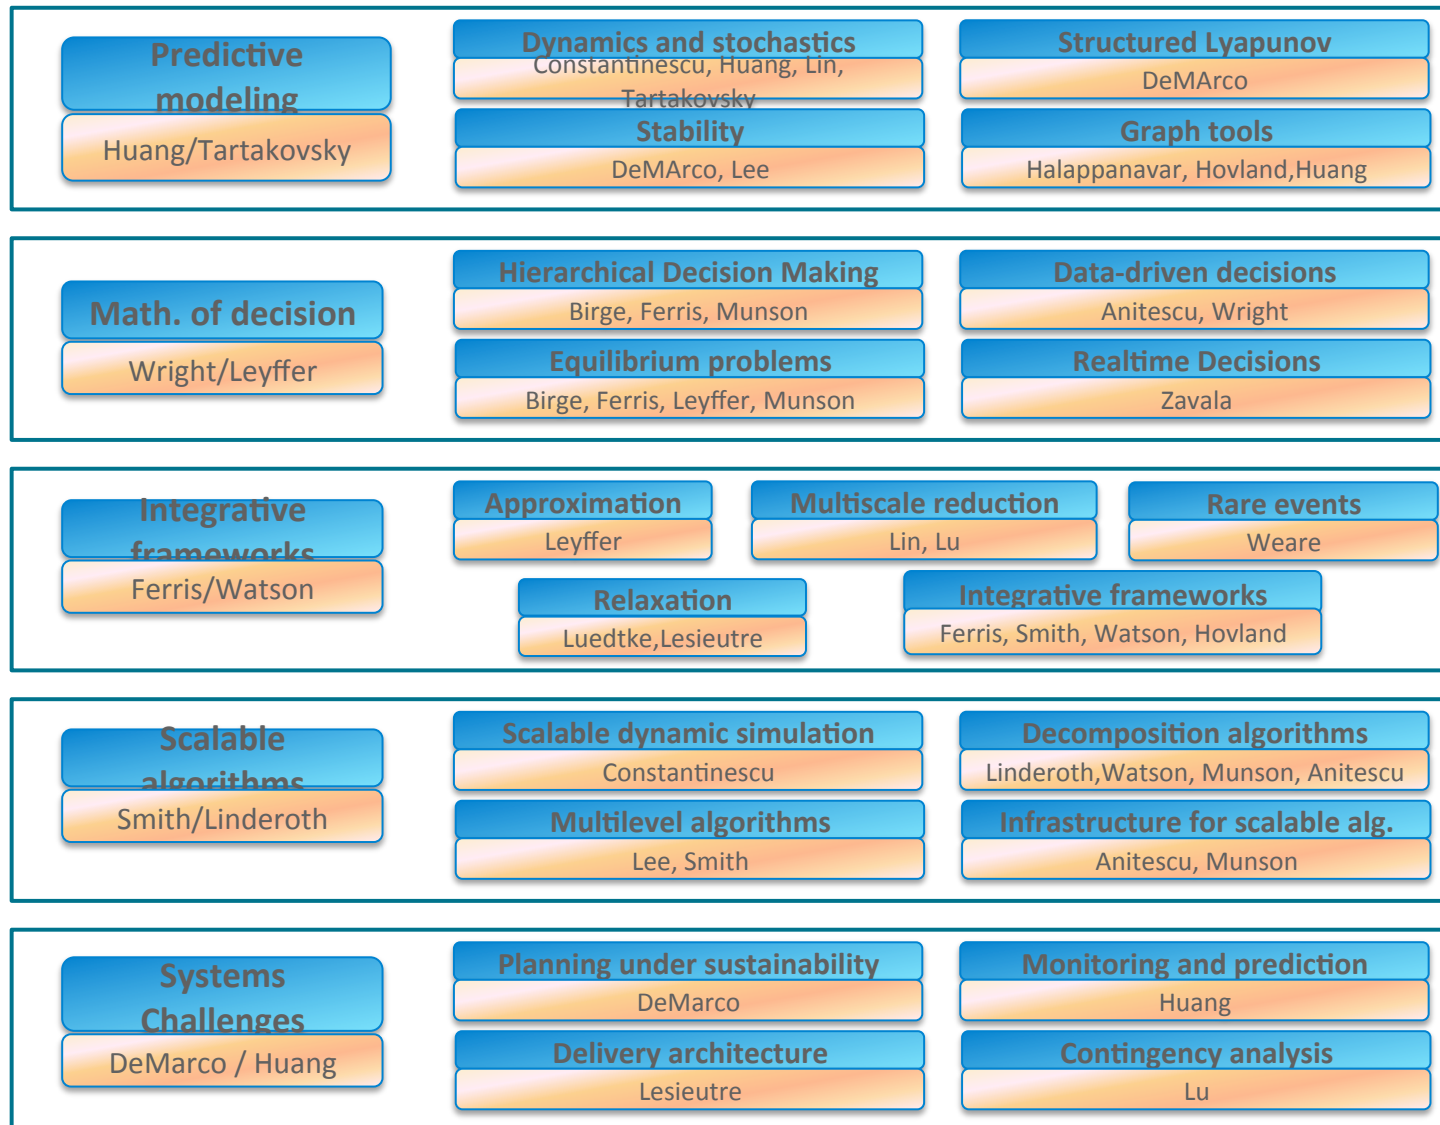 Predictive
modeling
Huang/Tartakovsky
Dynamics and stochastics
Constantinescu, Huang, Lin,
Tartakovsky
Structured Lyapunov
DeMArco
Stability
DeMArco, Lee
Graph tools
Halappanavar, Hovland,Huang
Math. of decision
Wright/Leyffer
Hierarchical Decision Making
Birge, Ferris, Munson
Data-driven decisions
Anitescu, Wright
Equilibrium problems
Birge, Ferris, Leyffer, Munson
Realtime Decisions
Zavala
Integrative
frameworks
Ferris/Watson
Approximation
Leyffer
Multiscale reduction
Lin, Lu
Rare events
Weare
Relaxation
Luedtke,Lesieutre
Integrative frameworks
Ferris, Smith, Watson, Hovland
Scalable
algorithms
Smith/Linderoth
Scalable dynamic simulation
Constantinescu
Decomposition algorithms
Linderoth,Watson, Munson, Anitescu
Multilevel algorithms
Lee, Smith
Infrastructure for scalable alg.
Anitescu, Munson
Systems
Challenges
DeMarco / Huang
Planning under sustainability
DeMarco
Monitoring and prediction
Huang
Delivery architecture
Lesieutre
Contingency analysis
Lu